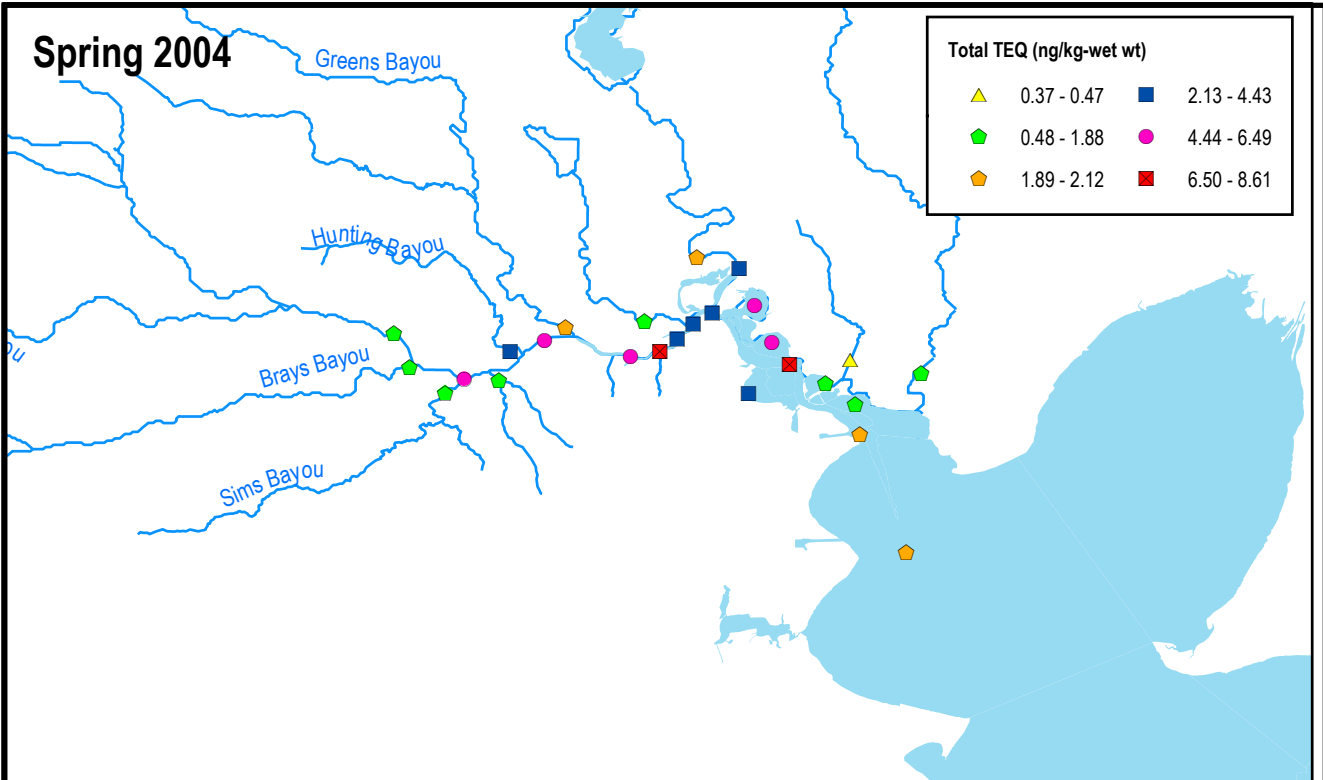 Spring 2004
Greens Bayou
Total TEQ (ng/kg-wet wt)
0.37 - 0.47
2.13 - 4.43
0.48 - 1.88
4.44 - 6.49
1.89 - 2.12
6.50 - 8.61
Hunting Bayou
ou
Brays Bayou
Sims Bayou